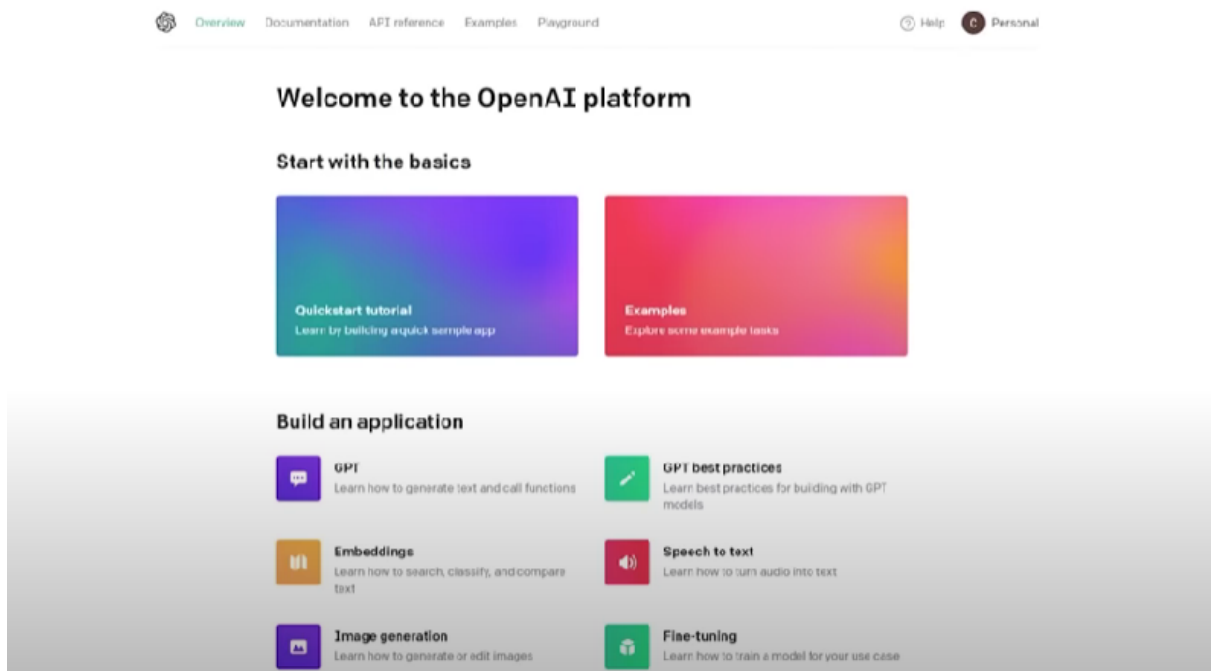 Overview Documentation API reference Examples Playground Help C Personal
Welcome to the OpenAI platform
Start with the basics
Quickstart tutorial
Learn by building a quick sample app
Examples
Explore some example tasks
Build an application
GPT
Learn how to generate text and call functions
GPT best practices
Learn best practices for building with GPT
models
Embeddings
Learn how to search, classify, and compare
text
Speech to text
Learn how to turn audio into text
Image generation
Learn how to generate or edit images
Fine-tuning
Learn how to train a model for your use case